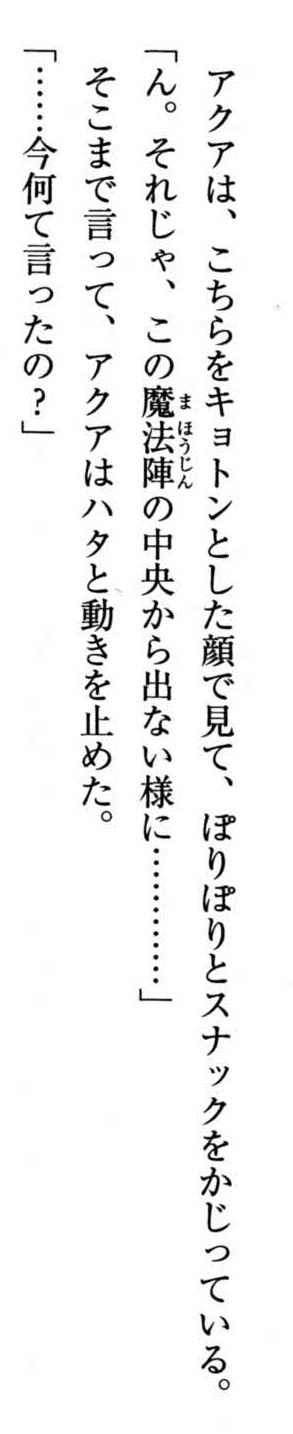 アクアは、こちらをキョトンとした顔で見て、ぽりぽりとスナックをかじっている。
「ん。それじゃ、この魔法陣の中央から出ない様に……………」
そこまで言って、アクアはハタと動きを止めた。
「……今何て言ったの？」